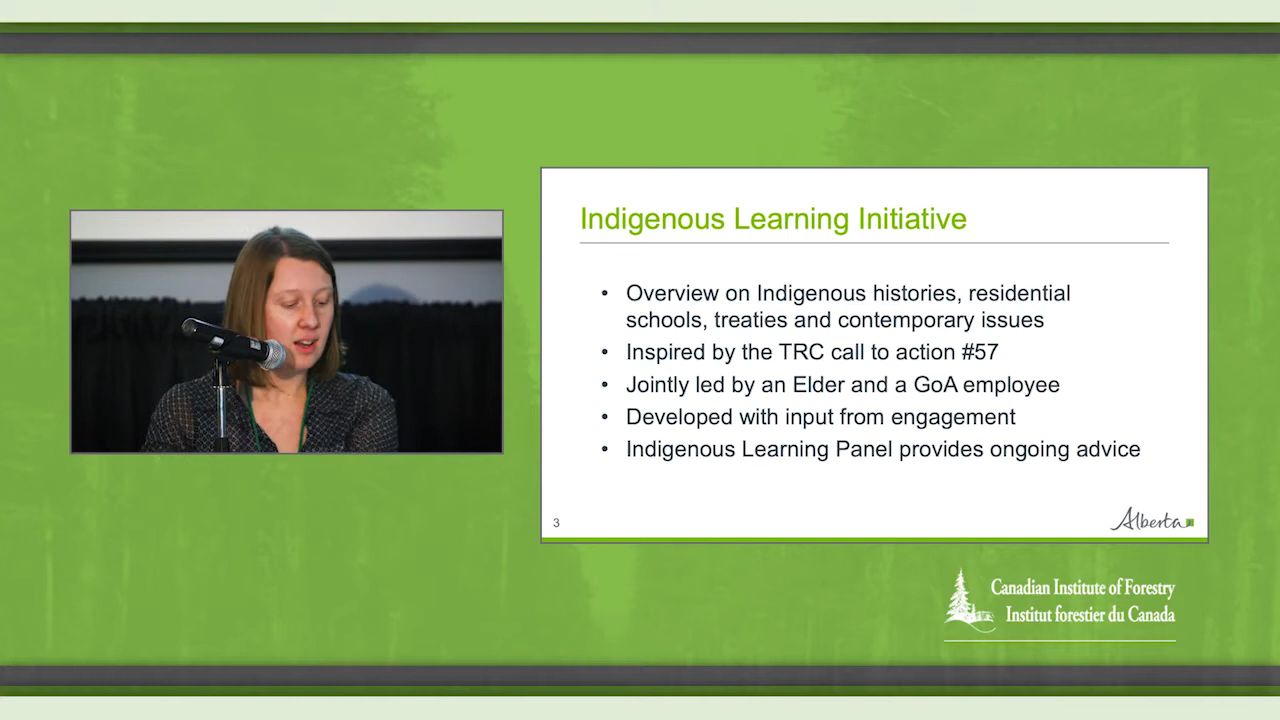 Indigenous Learning Initiative
• Overview on Indigenous histories, residential
schools, treaties and contemporary issues
• Inspired by the TRC call to action #57
• Jointly led by an Elder and a GoA employee
• Developed with input from engagement
• Indigenous Learning Panel provides ongoing advice
3
Alberta
Canadian Institute of Forestry
Institut forestier du Canada